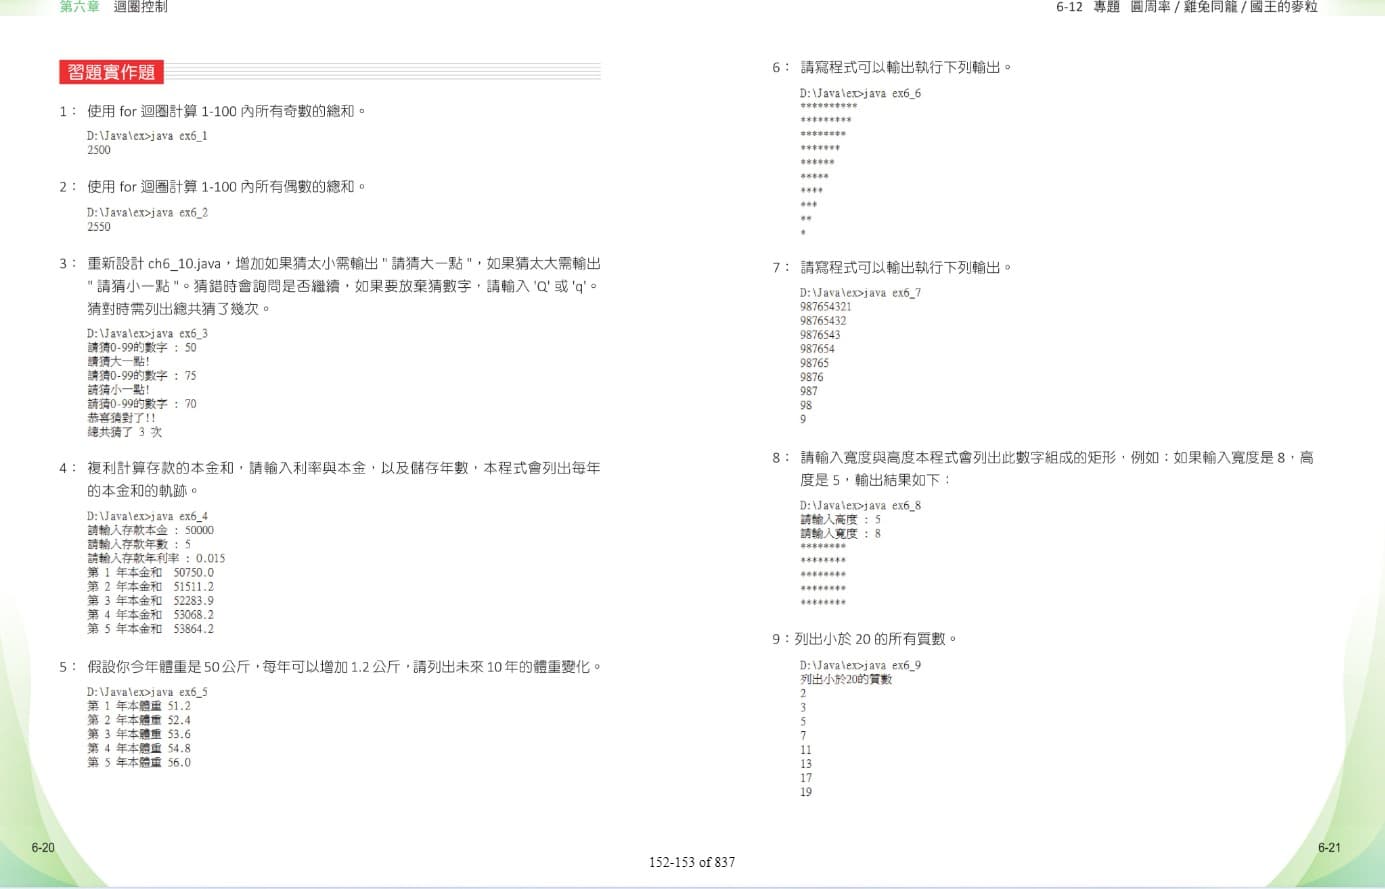 第六章 迴圈控制
習題實作題
1： 使用 for 迴圈計算 1-100 內所有奇數的總和。
D:\Java\ex>java ex6_1
2500
2： 使用 for 迴圈計算 1-100 內所有偶數的總和。
D:\Java\ex>java ex6_2
2550
3： 重新設計 ch6_10.java，增加如果猜太小需輸出 " 請猜大一點 "，如果猜太大需輸出
" 請猜小一點 "。猜錯時會詢問是否繼續，如果要放棄猜數字，請輸入 'Q' 或 'q'。
猜對時需列出總共猜了幾次。
D:\Java\ex>java ex6_3
請猜0-99的數字 : 50
請猜大一點!
請猜0-99的數字 : 75
請猜小一點!
請猜0-99的數字 : 70
恭喜猜對了!!
總共猜了 3 次
4： 複利計算存款的本金和，請輸入利率與本金，以及儲存年數，本程式會列出每年
的本金和的軌跡。
D:\Java\ex>java ex6_4
請輸入存款本金 : 50000
請輸入存款年數 : 5
請輸入存款年利率 : 0.015
第 1 年本金和 50750.0
第 2 年本金和 51511.2
第 3 年本金和 52283.9
第 4 年本金和 53068.2
第 5 年本金和 53864.2
5： 假設你今年體重是 50 公斤，每年可以增加 1.2 公斤，請列出未來 10 年的體重變化。
D:\Java\ex>java ex6_5
第 1 年本體重 51.2
第 2 年本體重 52.4
第 3 年本體重 53.6
第 4 年本體重 54.8
第 5 年本體重 56.0
6-20
6-12 專題 圓周率 / 雞兔同籠 / 國王的麥粒
6： 請寫程式可以輸出執行下列輸出。
D:\Java\ex>java ex6_6
**********
*********
********
*******
******
*****
****
***
**
*
7： 請寫程式可以輸出執行下列輸出。
D:\Java\ex>java ex6_7
987654321
98765432
9876543
987654
98765
9876
987
98
9
8： 請輸入寬度與高度本程式會列出此數字組成的矩形，例如：如果輸入寬度是 8，高
度是 5，輸出結果如下：
D:\Java\ex>java ex6_8
請輸入高度 : 5
請輸入寬度 : 8
********
********
********
********
********
9：列出小於 20 的所有質數。
D:\Java\ex>java ex6_9
列出小於20的質數
2
3
5
7
11
13
17
19
6-21
152-153 of 837